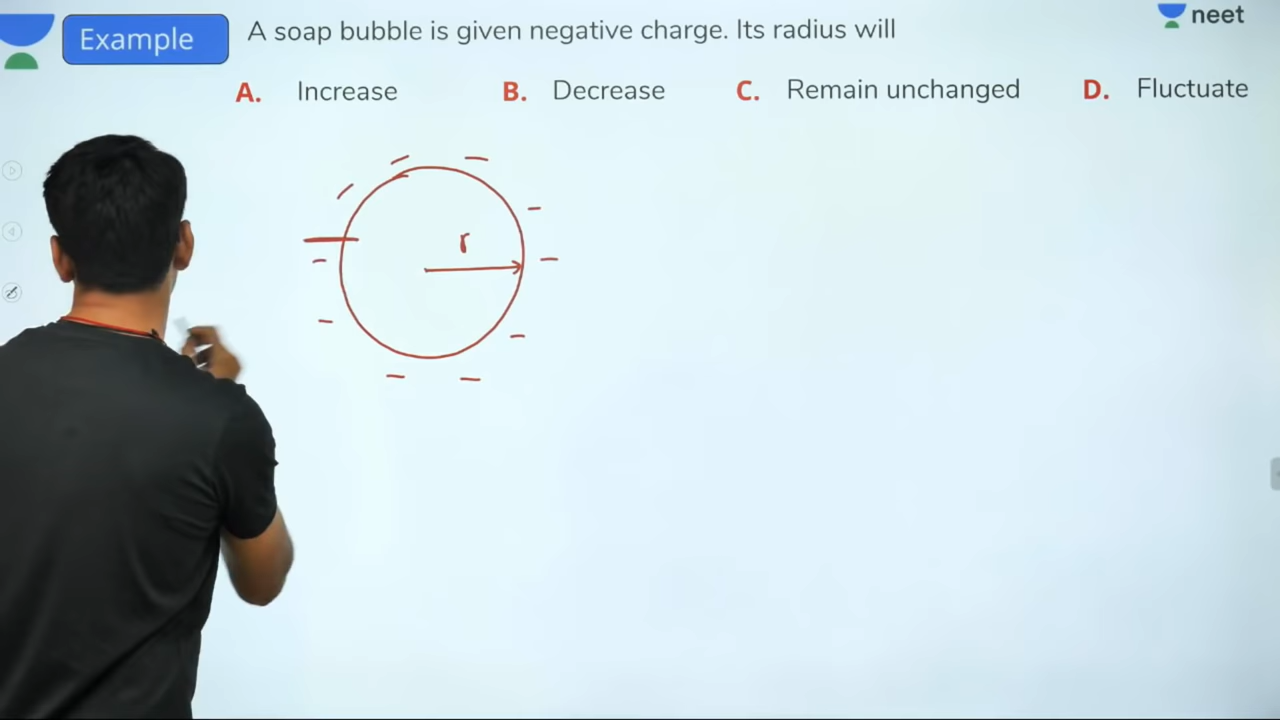 Example A soap bubble is given negative charge. Its radius will
neet
A. Increase B. Decrease C. Remain unchanged D. Fluctuate
r